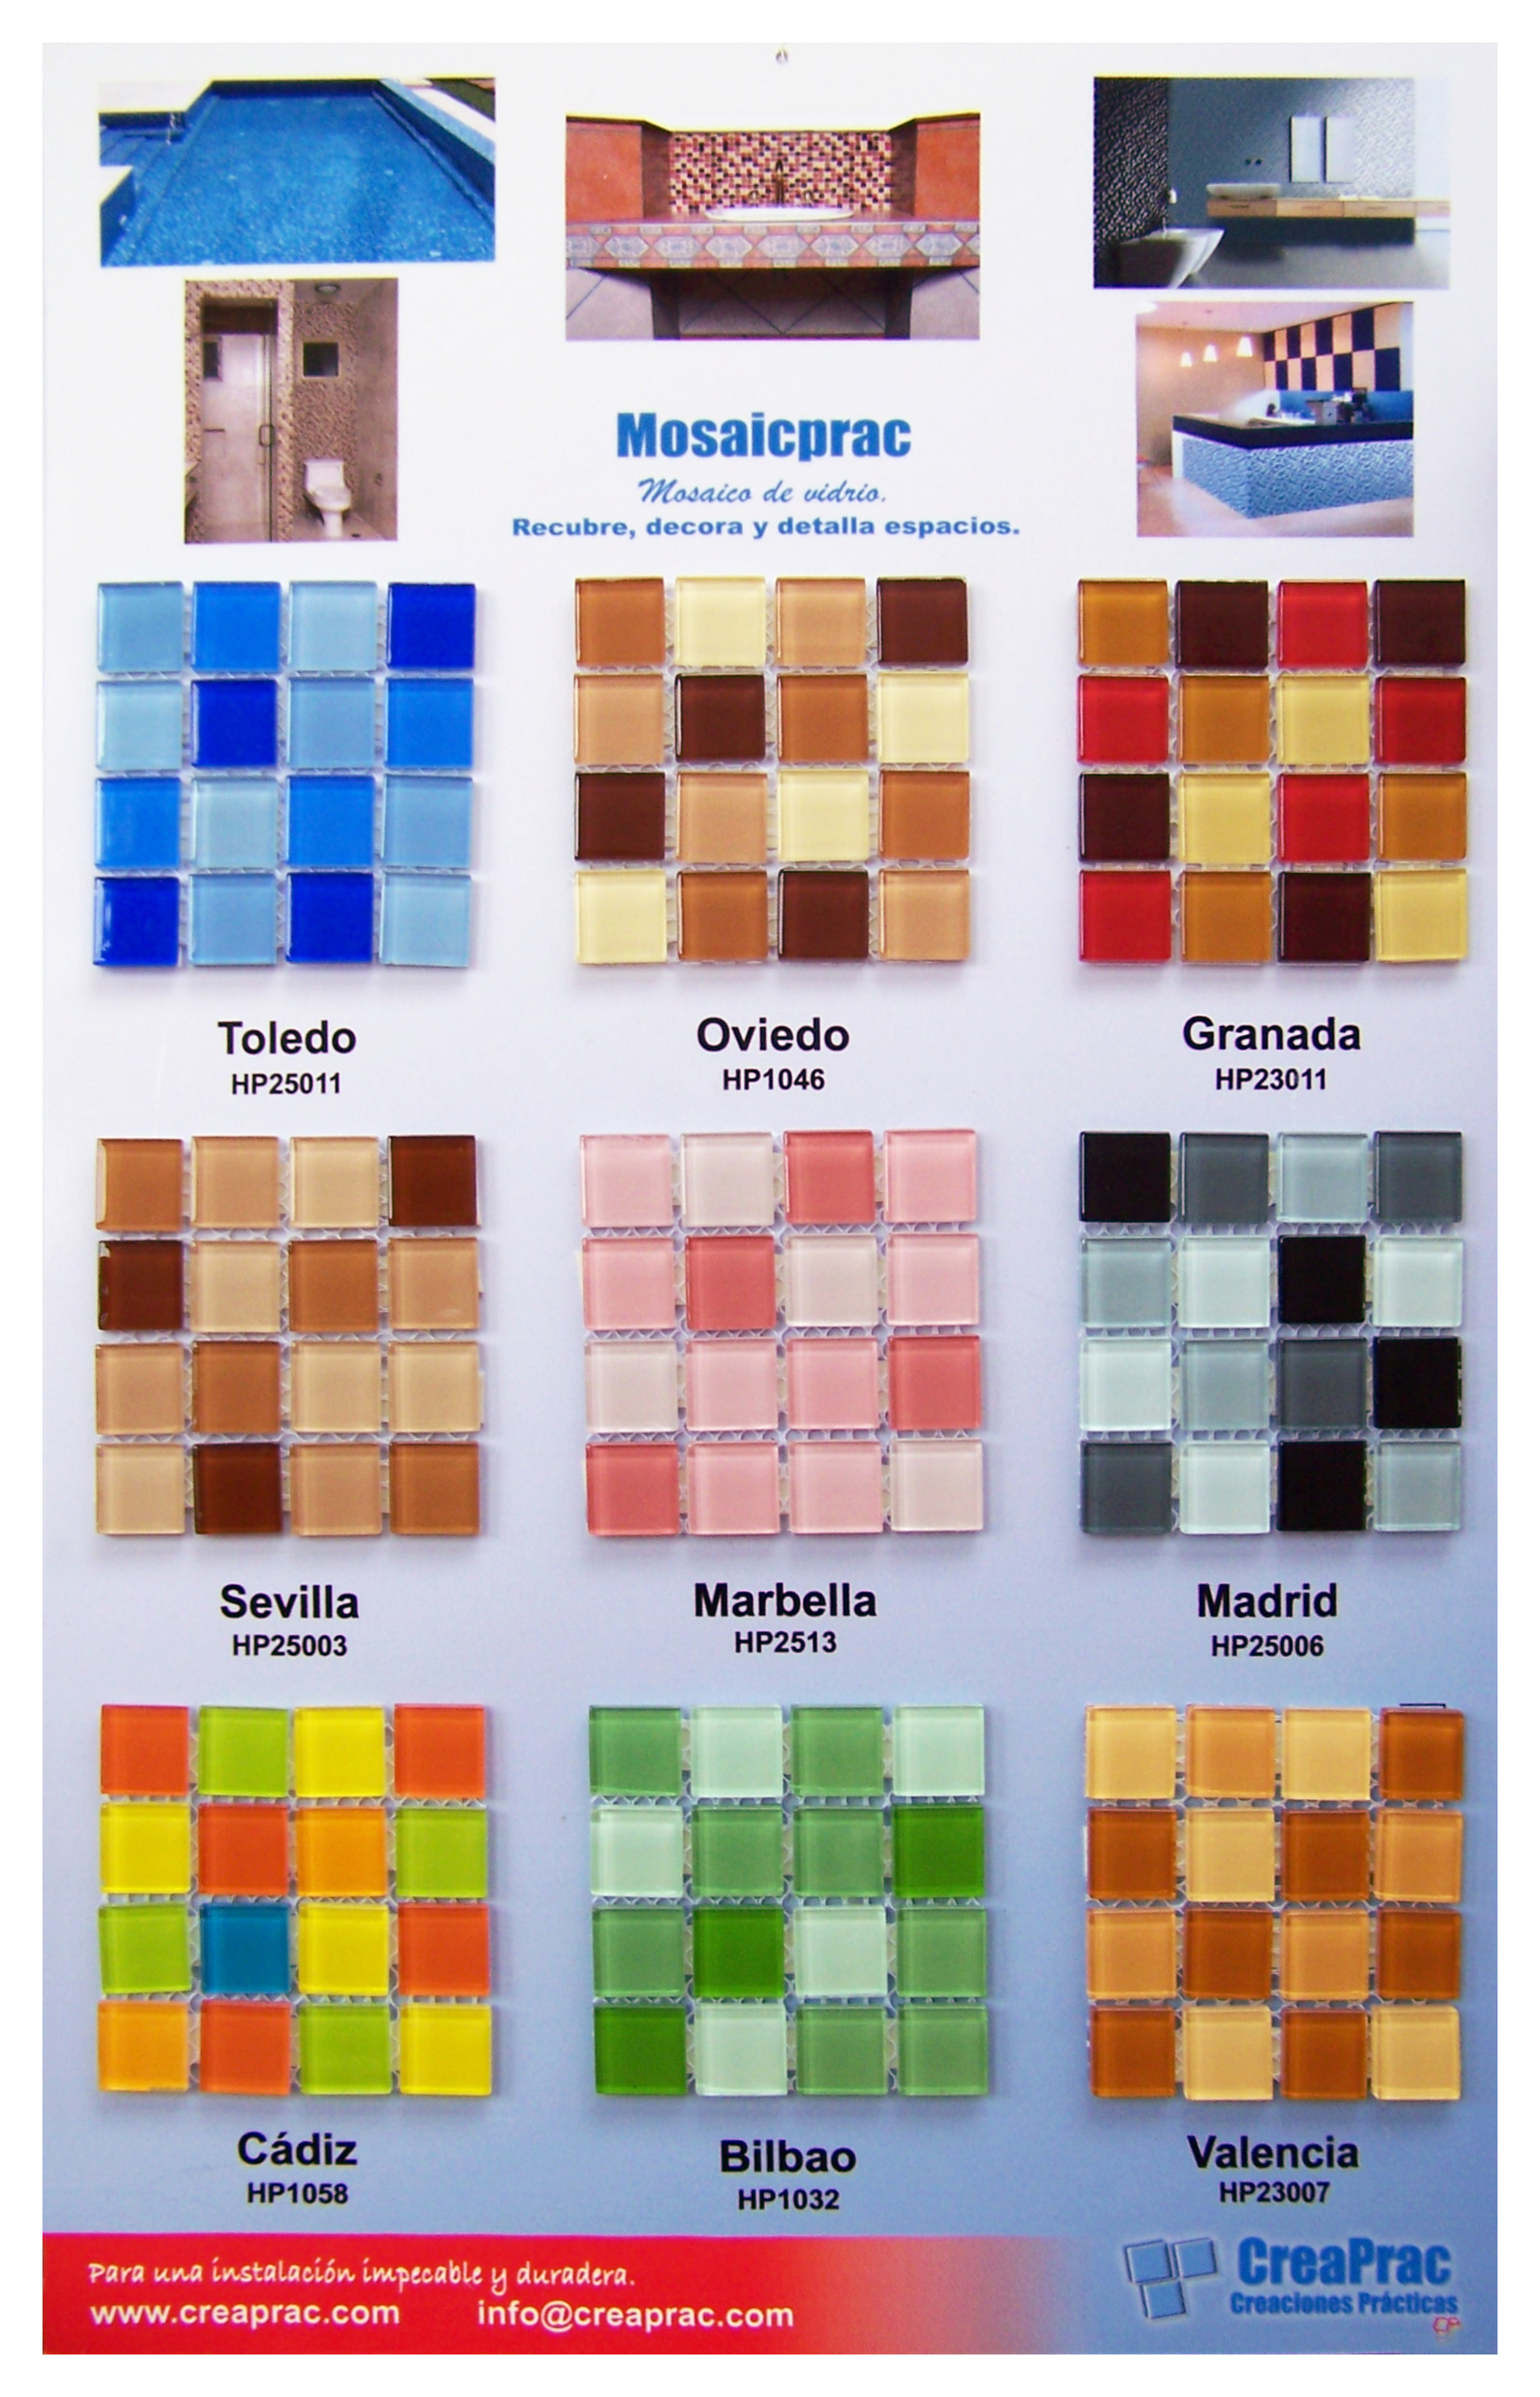 Mosaicprac
Mosaico de vidrio.
Recubre, decora y detalla espacios.
Toledo
HP25011
Oviedo
HP1046
Granada
HP23011
Sevilla
HP25003
Marbella
HP2513
Madrid
HP25006
Cádiz
HP1058
Bilbao
HP1032
Valencia
HP23007
Para una instalación impecable y duradera.
www.creaprac.com info@creaprac.com
CreaPrac
Creaciones Prácticas